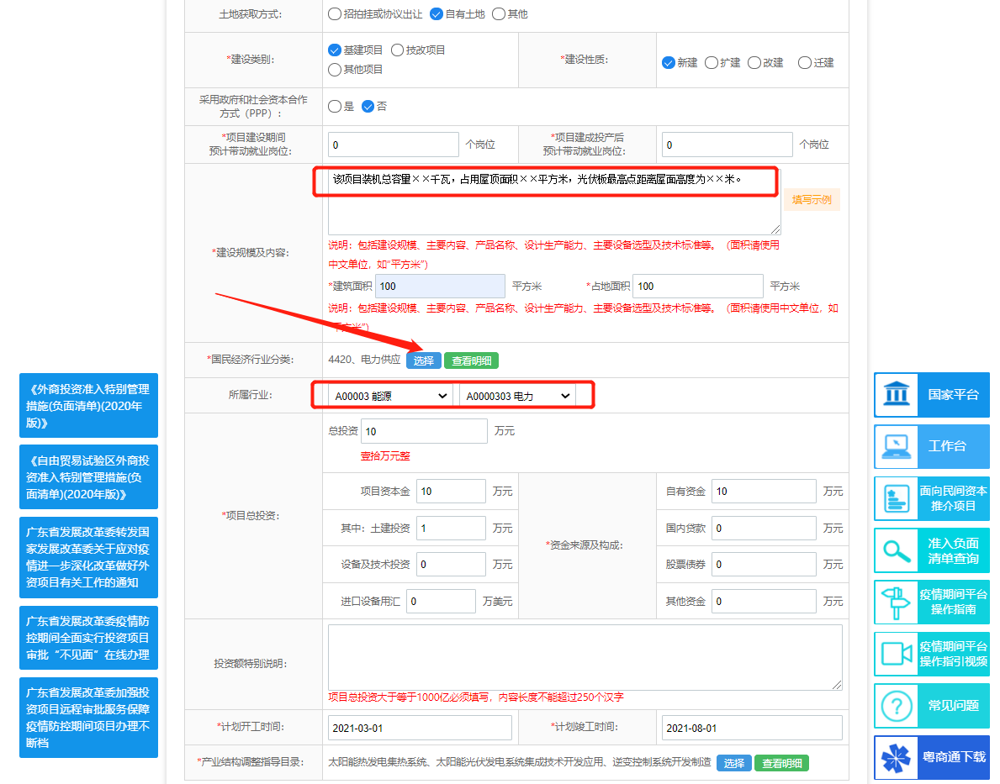 土地获取方式:
招拍挂或协议出让 自有土地 其他
*建设类别:
基建项目 技改项目
其他项目
*建设性质:
新建 扩建 改建 迁建
采用政府和社会资本合作
方式（PPP）:
是 否
*项目建设期间
预计带动就业岗位:
0 个岗位
*项目建成投产后
预计带动就业岗位:
0 个岗位
*建设规模及内容:
该项目装机总容量××千瓦，占用屋顶面积××平方米，光伏板最高点距离屋面高度为××米。
填写示例
说明：包括建设规模、主要内容、产品名称、设计生产能力、主要设备选型及技术标准等。（面积请使用
中文单位，如“平方米”）
*建筑面积 100 平方米 *占地面积 100 平方米
说明：包括建设规模、主要内容、产品名称、设计生产能力、主要设备选型及技术标准等。（面积请使用中文单位，如
方米”）
*国民经济行业分类:
4420、电力供应 选择 查看明细
所属行业:
A00003 能源 A0000303 电力
*项目总投资:
总投资 10 万元
壹拾万元整
项目资本金 10 万元
其中：土建投资 1 万元
设备及技术投资 0 万元
进口设备用汇 0 万美元
*资金来源及构成:
自有资金 10 万元
国内贷款 0 万元
股票债券 0 万元
其他资金 0 万元
投资额特别说明:
项目总投资大于等于1000亿必须填写，内容长度不能超过250个汉字
*计划开工时间:
2021-03-01
*计划竣工时间:
2021-08-01
*产业结构调整指导目录:
太阳能热发电集热系统、太阳能光伏发电系统集成技术开发应用、逆变控制系统开发制造 选择 查看明细
《外商投资准入特别管理
措施(负面清单)(2020年
版)》
《自由贸易试验区外商投
资准入特别管理措施(负
面清单)(2020年版)》
广东省发展改革委转发国
家发展改革委关于应对疫
情进一步深化改革做好外
资项目有关工作的通知
广东省发展改革委疫情防
控期间全面实行投资项目
审批“不见面”在线办理
广东省发展改革委加强投
资项目远程审批服务保障
疫情防控期间项目办理不
断档
国家平台
工作台
面向民间资本
推介项目
准入负面
清单查询
疫情期间平台
操作指南
疫情期间平台
操作指引视频
?
常见问题
粤商通下载